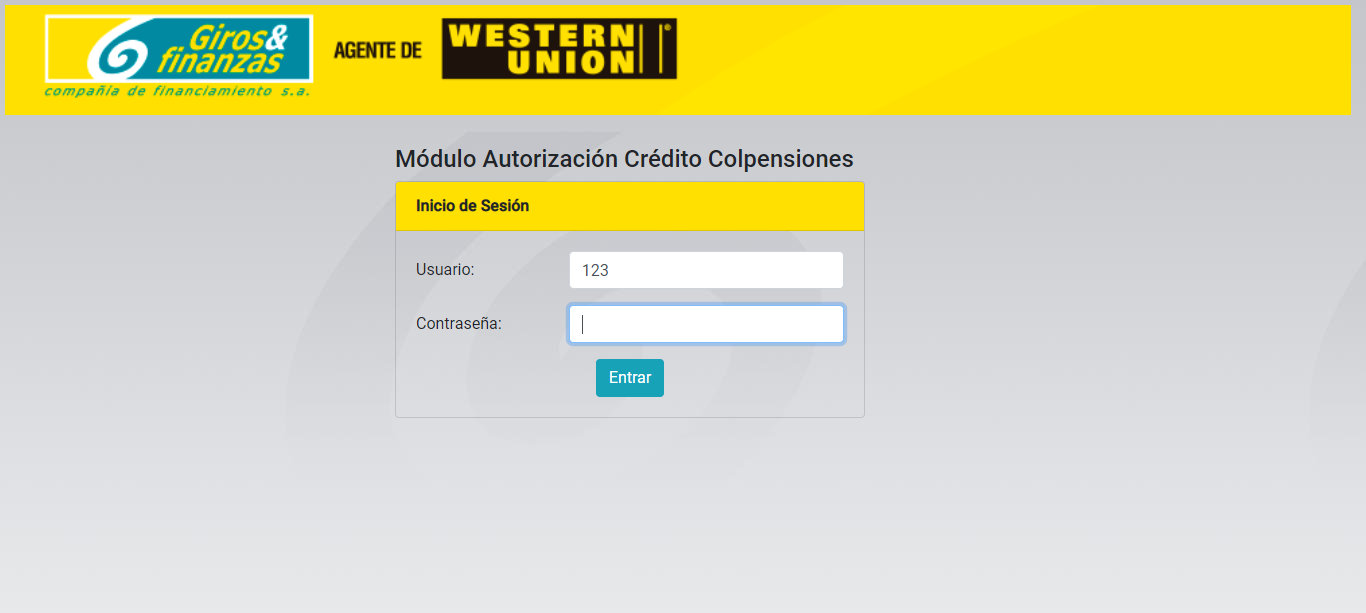 Giros&
finanzas
compañía de financiamiento s.a.
AGENTE DE
WESTERN
UNION®
Módulo Autorización Crédito Colpensiones
Inicio de Sesión
Usuario: 123
Contraseña:
Entrar